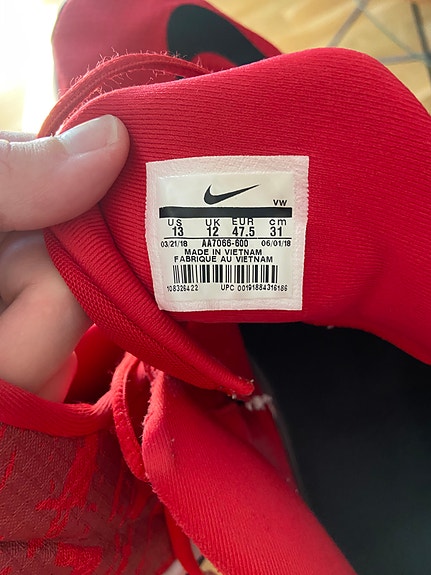 VW
US UK EUR cm
13 12 47.5 31
03/21/18 AA7066-600 06/01/18
MADE IN VIETNAM
FABRIQUE AU VIETNAM
108326422 UPC 00191884316186